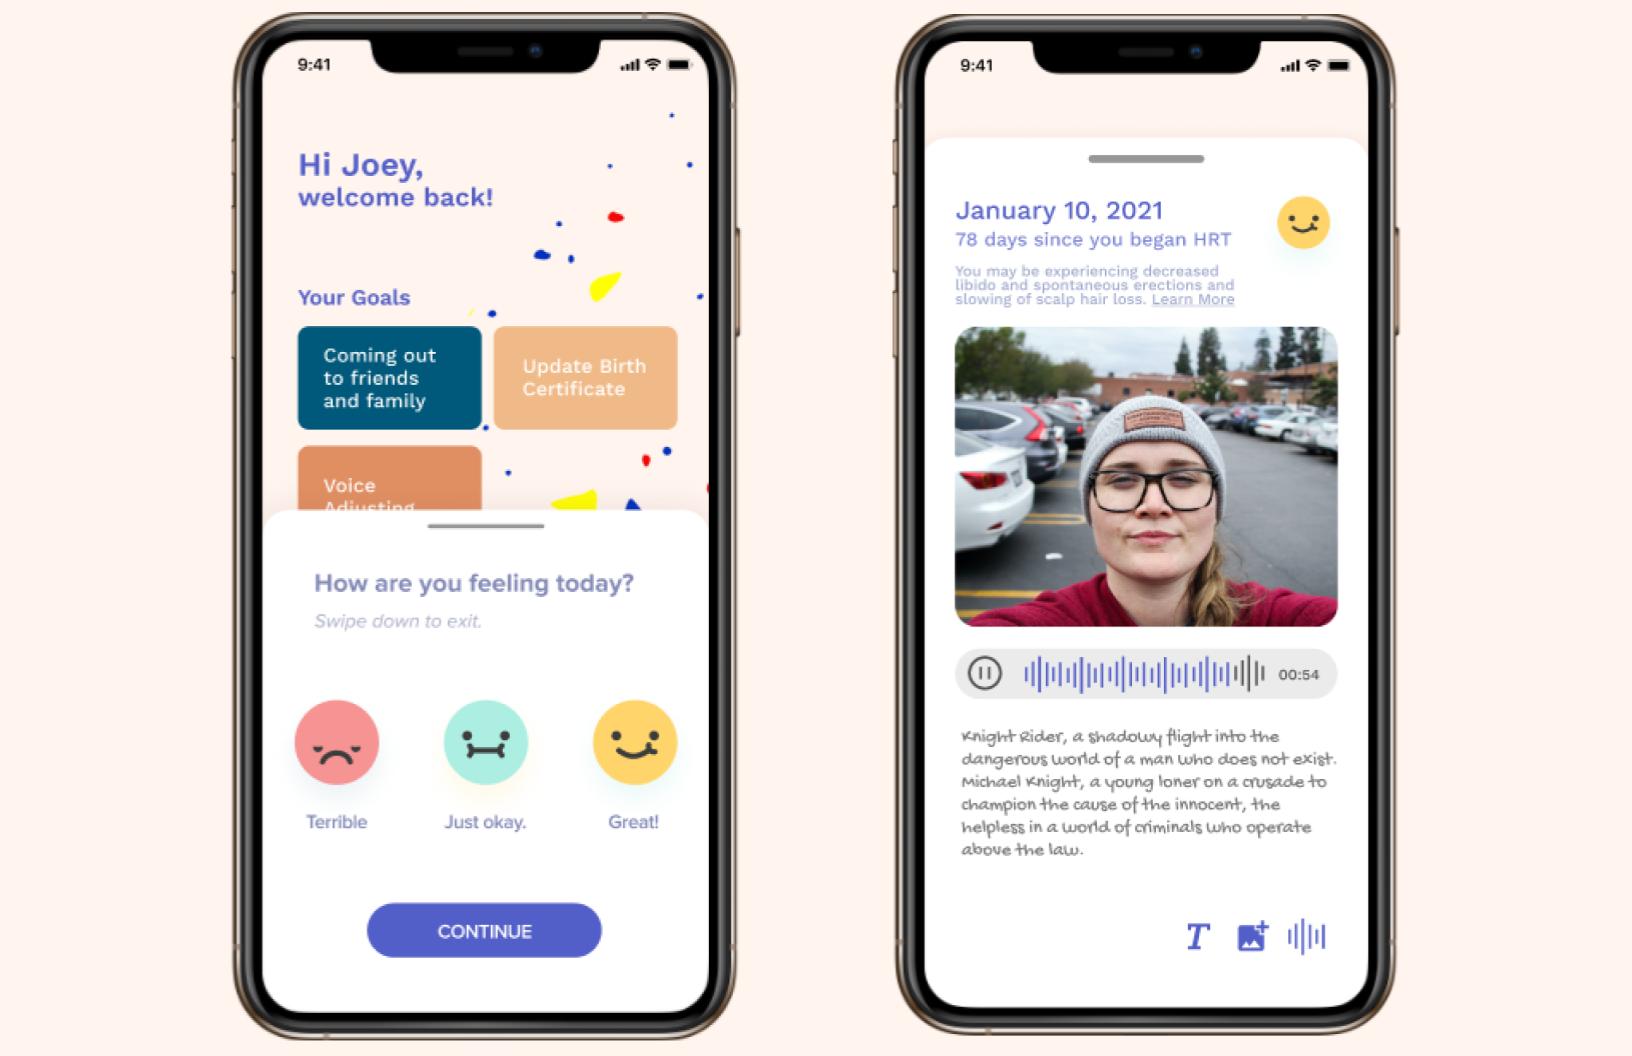 9:41
Hi Joey,
welcome back!
Your Goals
Coming out
to friends
and family
Update Birth
Certificate
Voice
Adjusting
How are you feeling today?
Swipe down to exit.
Terrible
Just okay.
Great!
CONTINUE
9:41
January 10, 2021
78 days since you began HRT
You may be experiencing decreased
libido and spontaneous erections and
slowing of scalp hair loss. Learn More
00:54
Knight Rider, a shadowy flight into the
dangerous world of a man who does not exist.
Michael Knight, a young loner on a crusade to
champion the cause of the innocent, the
helpless in a world of criminals who operate
above the law.
T